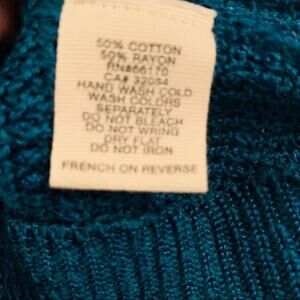 50% COTTON
50% RAYON
RN#66170
CA# 32054
HAND WASH COLD
WASH COLORS
SEPARATELY
DO NOT BLEACH
DO NOT WRING
DRY FLAT
DO NOT IRON
FRENCH ON REVERSE